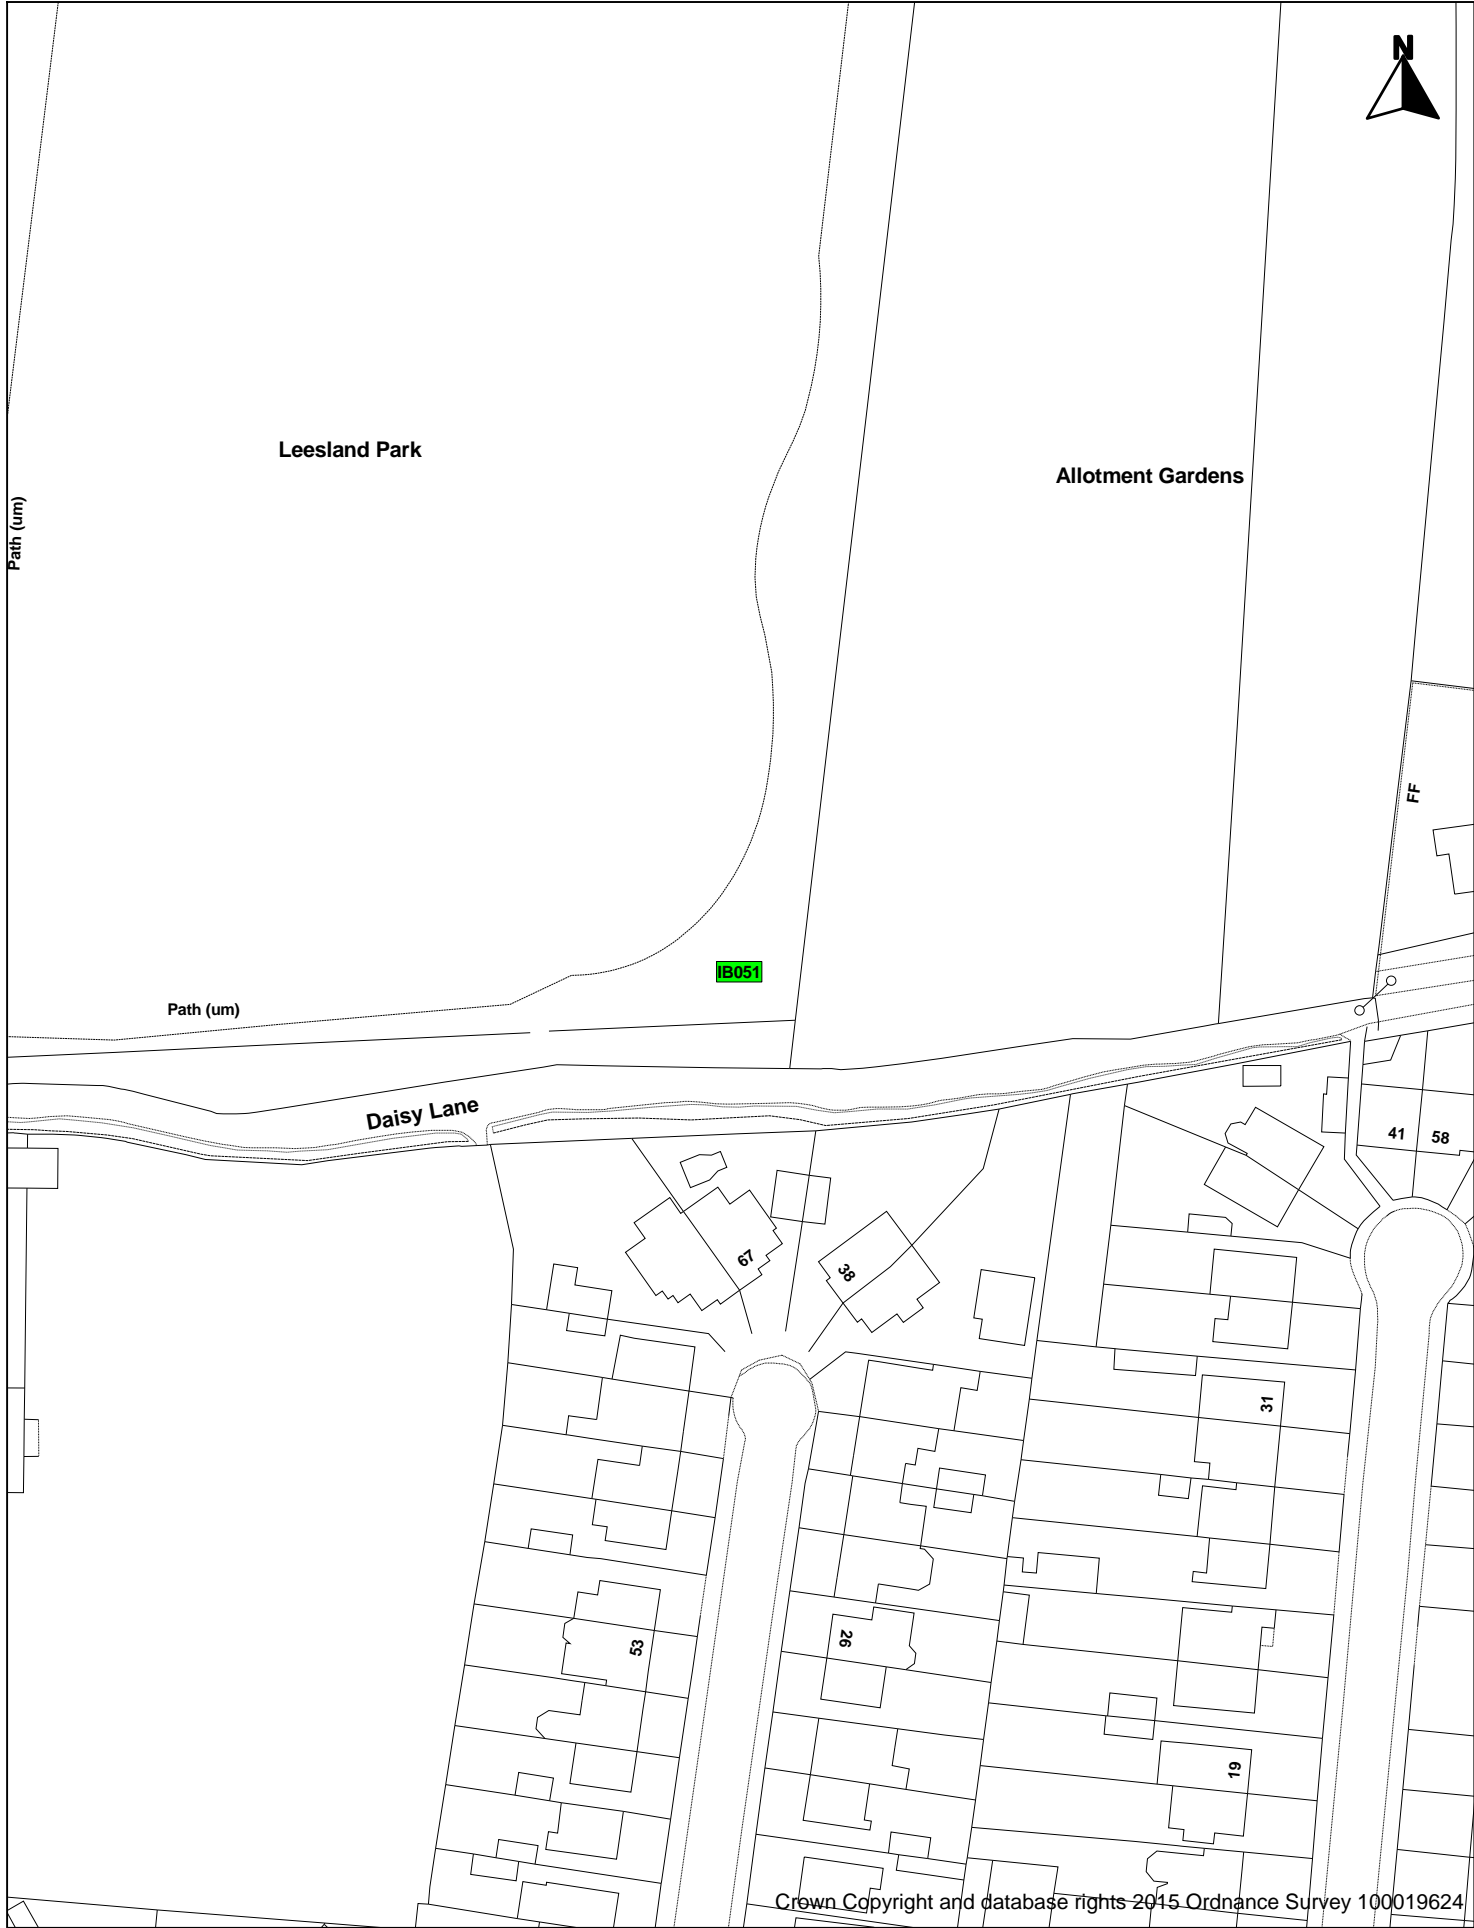 N
Leesland Park
Allotment Gardens
Path (um)
FF
IB051
Path (um)
Daisy Lane
41
58
67
38
31
53
26
19
Crown Copyright and database rights 2015 Ordnance Survey 100019624